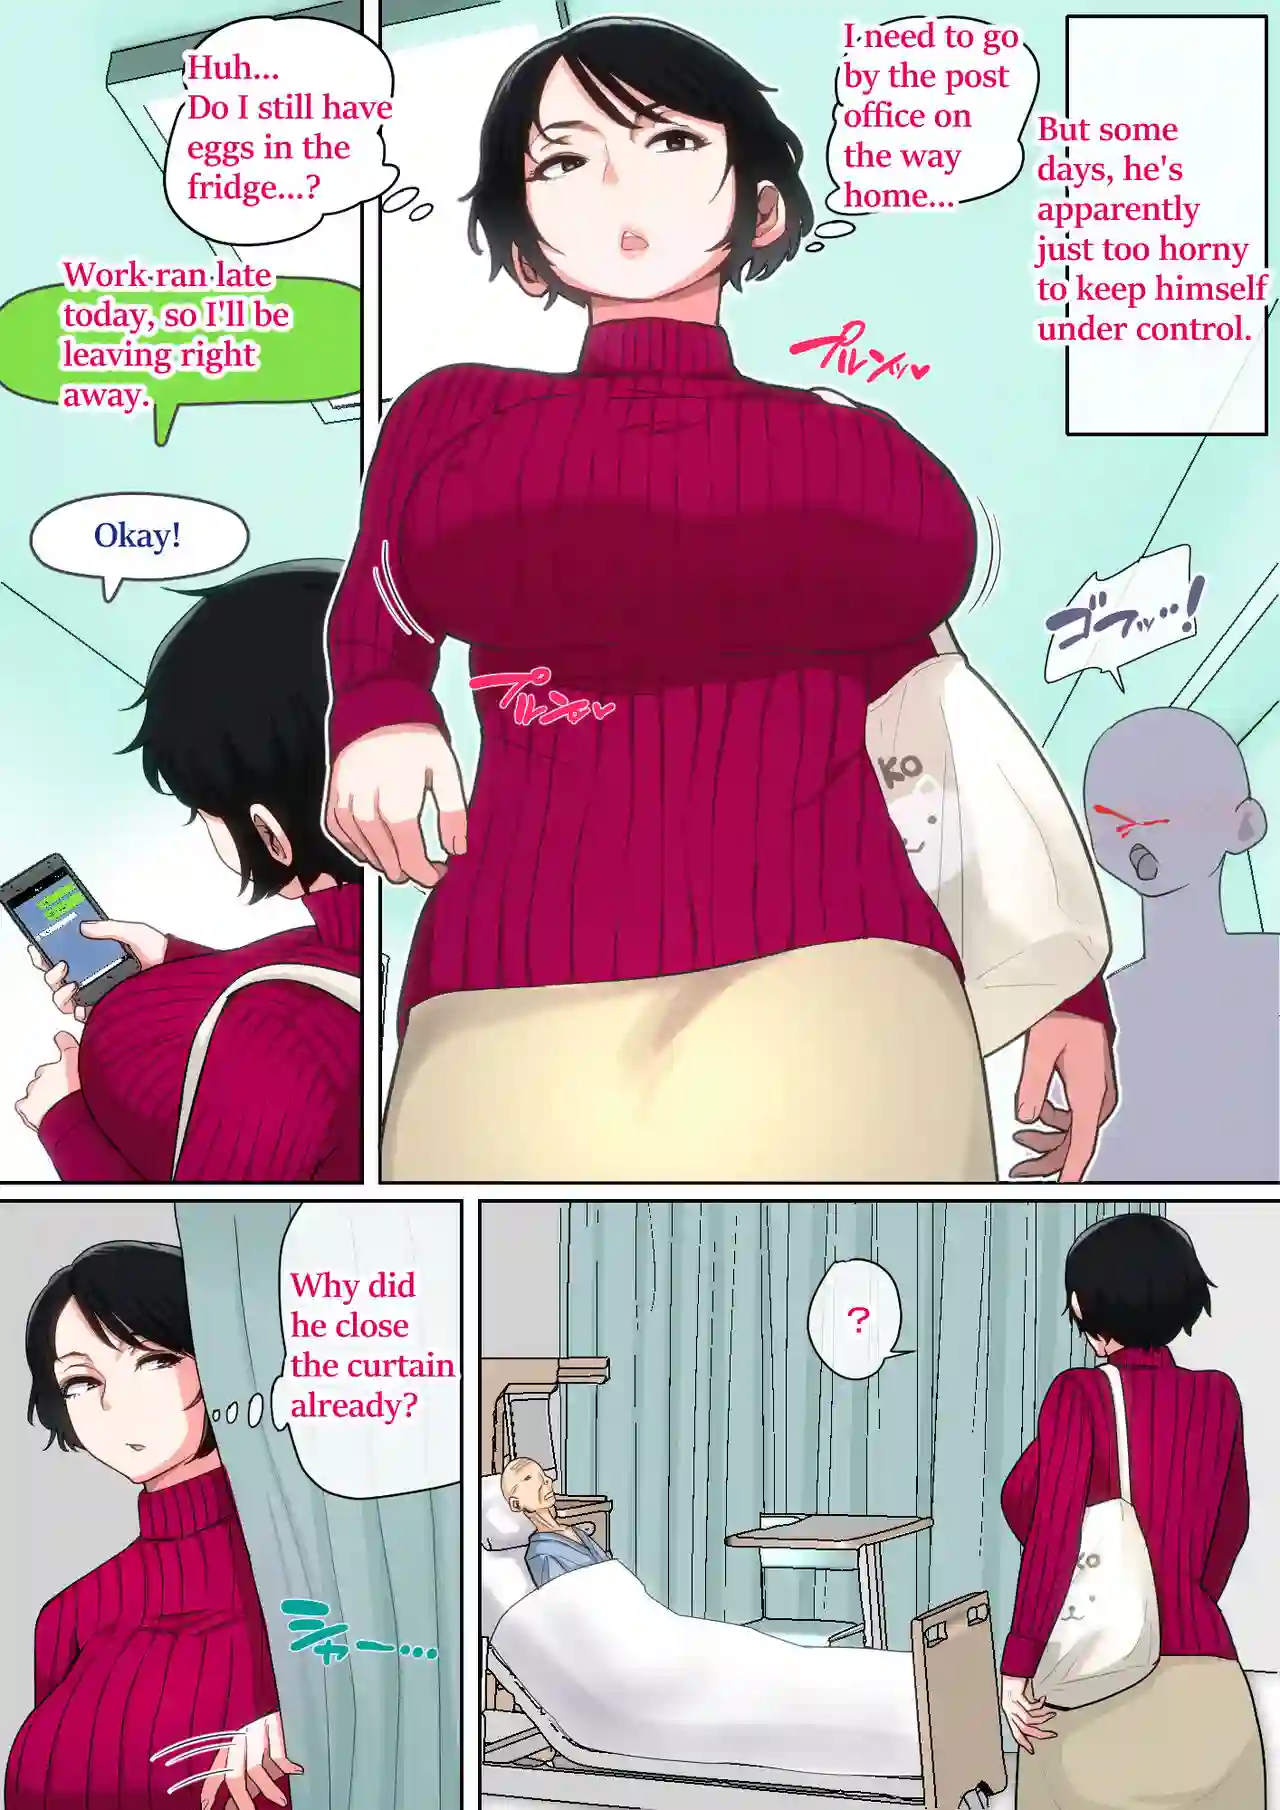 But some
days, he's
apparently
just too horny
to keep himself
under control.
I need to go
by the post
office on
the way
home...
プルンッ♥
プルン♥
KO
ゴフッ…!
Huh...
Do I still have
eggs in the
fridge...?
Work ran late
today, so I'll be
leaving right
away.
Okay!
?
KO
Why did
he close
the curtain
already?
シャー…